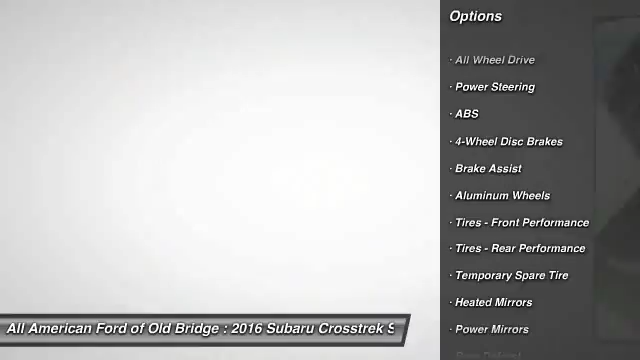 Options
· All Wheel Drive
· Power Steering
· ABS
· 4-Wheel Disc Brakes
· Brake Assist
· Aluminum Wheels
· Tires - Front Performance
· Tires - Rear Performance
· Temporary Spare Tire
· Heated Mirrors
· Power Mirrors
All American Ford of Old Bridge : 2016 Subaru Crosstrek S